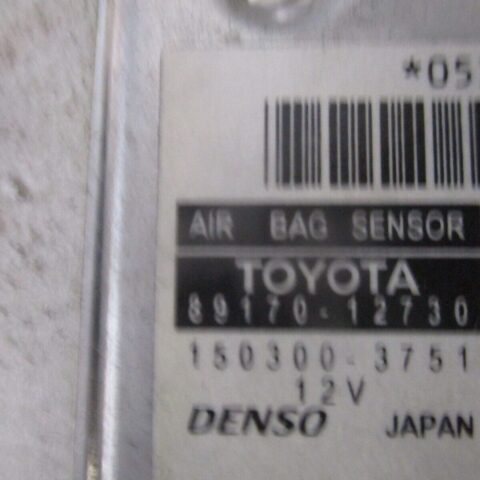 *05
AIR BAG SENSOR
TOYOTA
89170-12730
150300-3751
12V
DENSO JAPAN